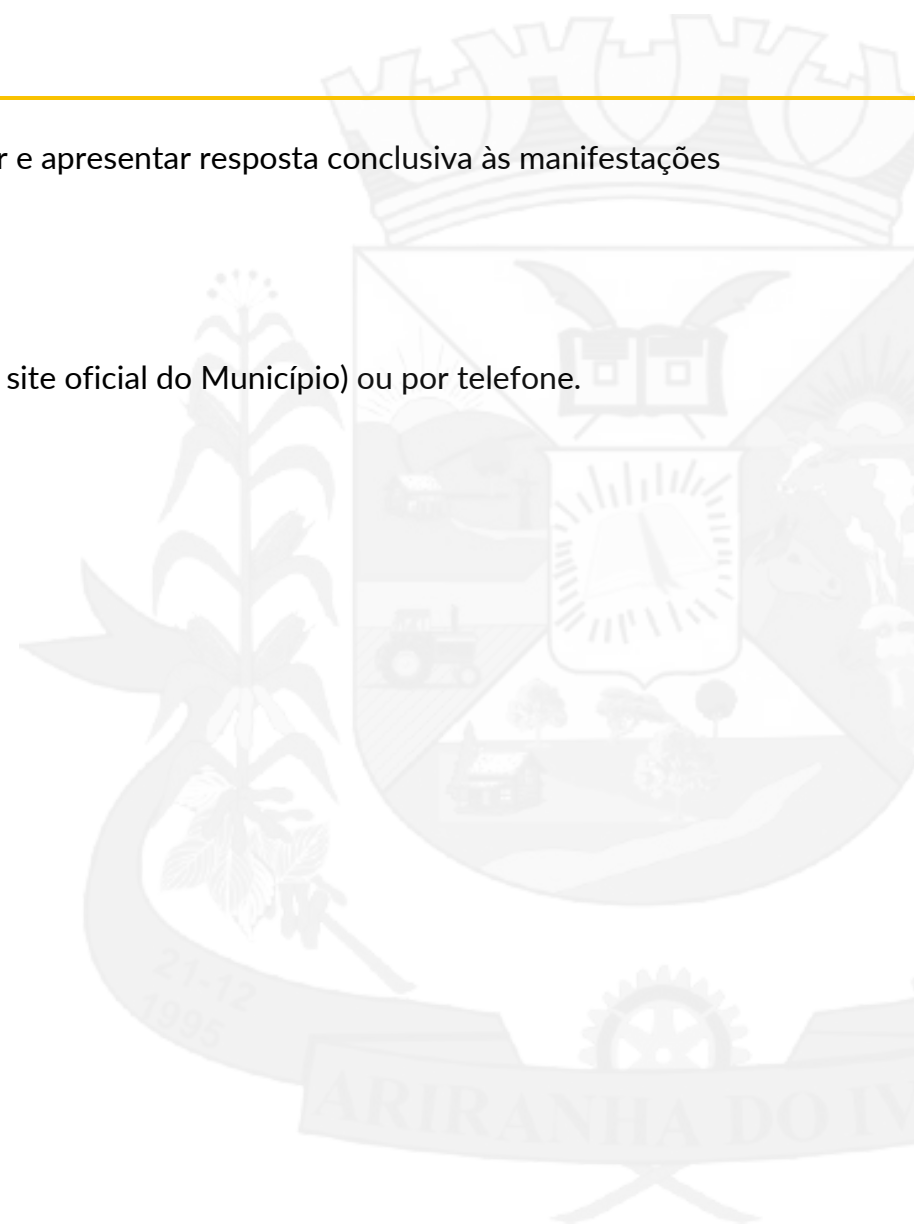 r e apresentar resposta conclusiva às manifestações
site oficial do Município) ou por telefone.
21-12
1995
ARIRANHA DO IV